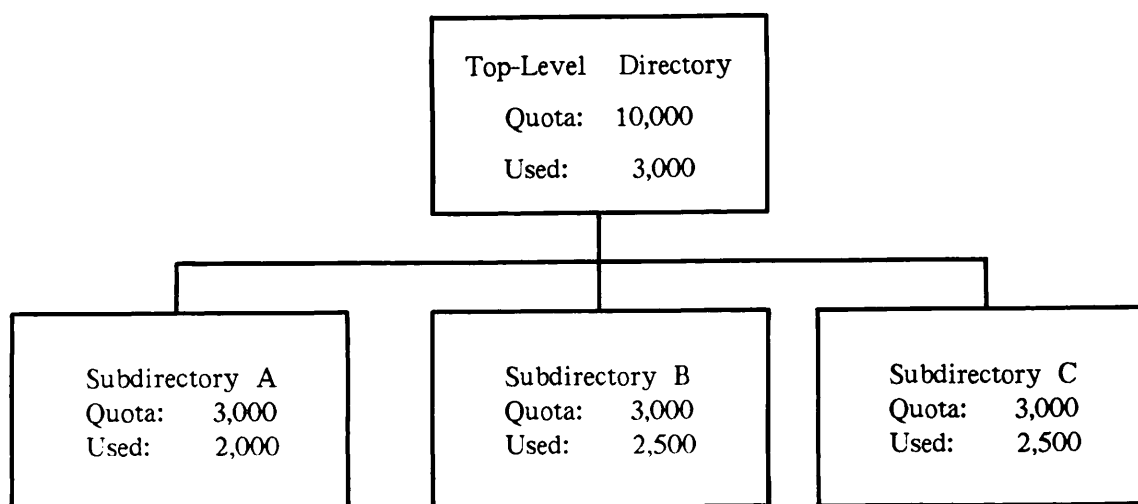 Top-Level Directory
Quota: 10,000
Used: 3,000
Subdirectory A
Quota: 3,000
Used: 2,000
Subdirectory B
Quota: 3,000
Used: 2,500
Subdirectory C
Quota: 3,000
Used: 2,500